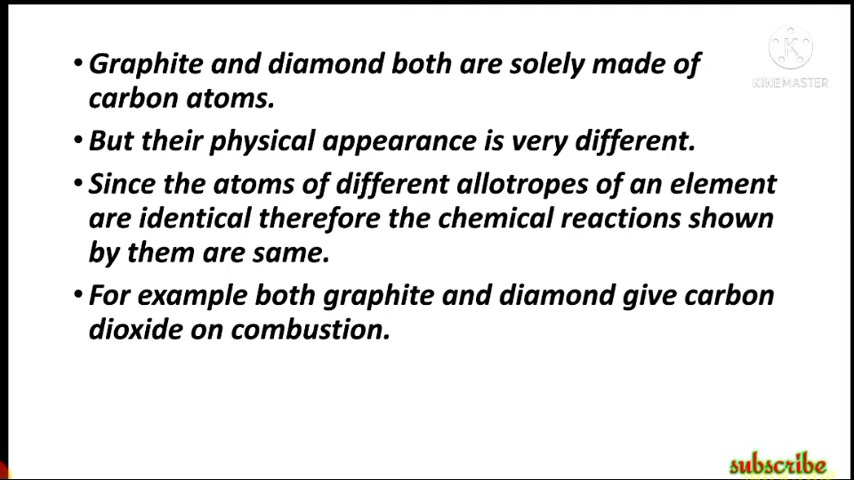 • Graphite and diamond both are solely made of
carbon atoms.
• But their physical appearance is very different.
• Since the atoms of different allotropes of an element
are identical therefore the chemical reactions shown
by them are same.
• For example both graphite and diamond give carbon
dioxide on combustion.
K
KINEMASTER
subscribe